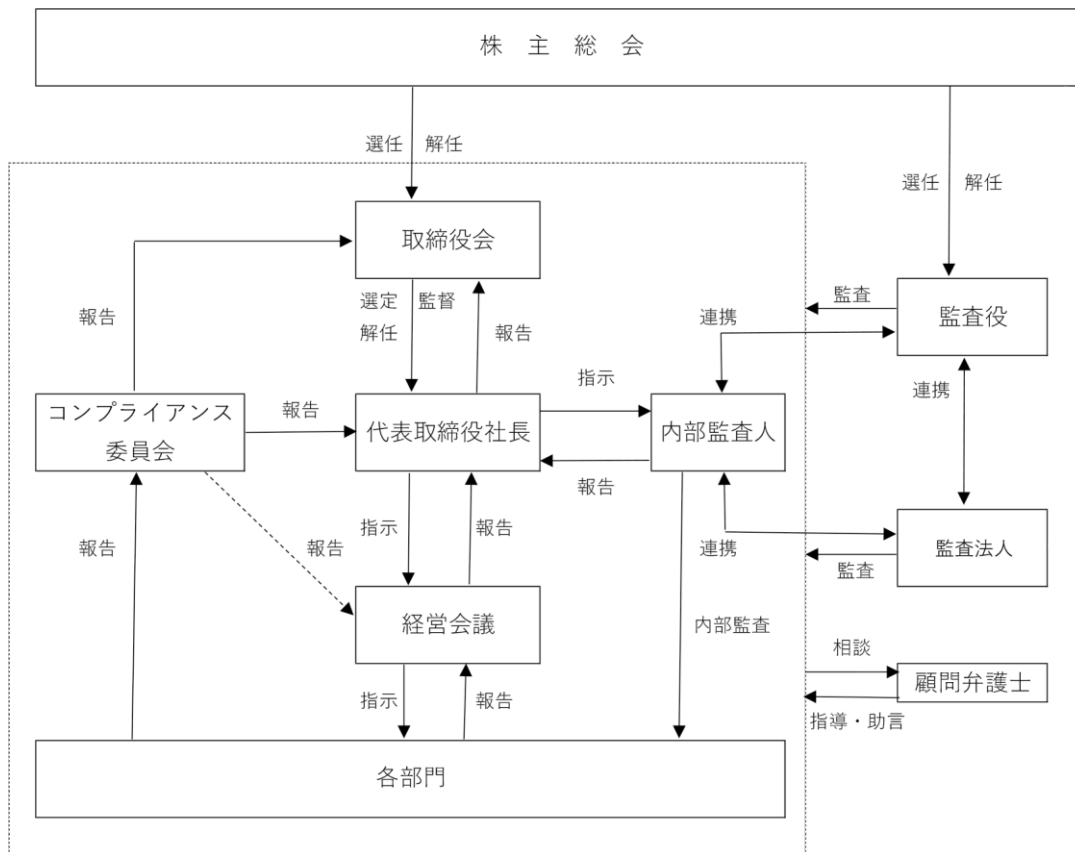 株 主 総 会
選任 解任
選任 解任
取締役会
監査
監査役
選定 監督
解任
報告
報告
連携
連携
指示
コンプライアンス
委員会
報告
代表取締役社長
内部監査人
報告
報告
指示
報告
報告
連携
監査法人
監査
経営会議
内部監査
相談
顧問弁護士
指示
報告
指導・助言
各部門